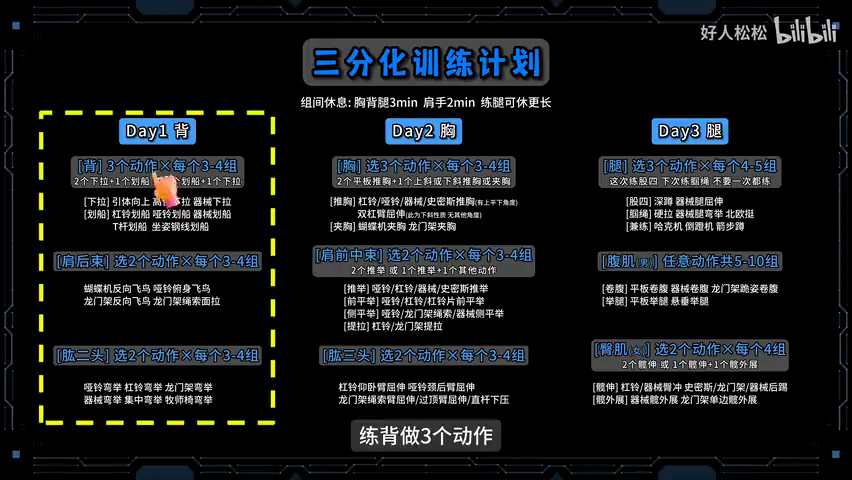 好人松松 bilibili
三分化训练计划
组间休息: 胸背腿3min 肩手2min 练腿可休更长
Day1 背
[背] 3个动作×每个3-4组
2个下拉+1个划船 个划船+1个下拉
[下拉] 引体向上 高 拉 器械下拉
[划船] 杠铃划船 哑铃划船 器械划船
T杆划船 坐姿钢线划船
[肩后束] 选2个动作×每个3-4组
蝴蝶机反向飞鸟 哑铃俯身飞鸟
龙门架反向飞鸟 龙门架绳索面拉
[肱二头] 选2个动作×每个3-4组
哑铃弯举 杠铃弯举 龙门架弯举
器械弯举 集中弯举 牧师椅弯举
Day2 胸
[胸] 选3个动作×每个3-4组
2个平板推胸+1个上斜或下斜推胸或夹胸
[推胸] 杠铃/哑铃/器械/史密斯推胸(有上平下角度)
双杠臂屈伸(此为下斜性质 无其他角度)
[夹胸] 蝴蝶机夹胸 龙门架夹胸
[肩前中束] 选2个动作×每个3-4组
2个推举 或 1个推举+1个其他动作
[推举] 哑铃/杠铃/器械/史密斯推举
[前平举] 哑铃/杠铃/杠铃片前平举
[侧平举] 哑铃/龙门架绳索/器械侧平举
[提拉] 杠铃/龙门架提拉
[肱三头] 选2个动作×每个3-4组
杠铃仰卧臂屈伸 哑铃颈后臂屈伸
龙门架绳索臂屈伸/过顶臂屈伸/直杆下压
Day3 腿
[腿] 选3个动作×每个4-5组
这次练股四 下次练腘绳 不要一次都练
[股四] 深蹲 器械腿屈伸
[腘绳] 硬拉 器械腿弯举 北欧挺
[兼练] 哈克机 倒蹬机 箭步蹲
[腹肌(男)] 任意动作共5-10组
[卷腹] 平板卷腹 器械卷腹 龙门架跪姿卷腹
[举腿] 平板举腿 悬垂举腿
[臀肌(女)] 选2个动作×每个4组
2个髋伸 或 1个髋伸+1个髋外展
[髋伸] 杠铃/器械臀冲 史密斯/龙门架/器械后踢
[髋外展] 器械髋外展 龙门架单边髋外展
练背做3个动作